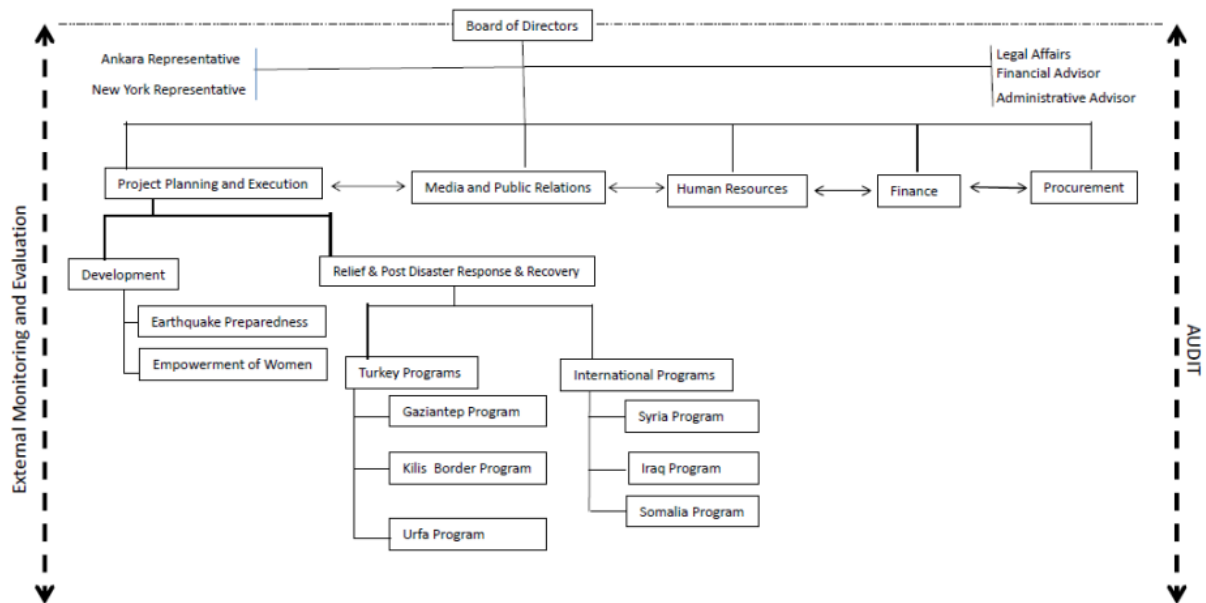 Board of Directors
Ankara Representative
New York Representative
Legal Affairs
Financial Advisor
Administrative Advisor
Project Planning and Execution
Media and Public Relations
Human Resources
Finance
Procurement
Development
Relief & Post Disaster Response & Recovery
Earthquake Preparedness
Empowerment of Women
Turkey Programs
International Programs
Gaziantep Program
Syria Program
Kilis Border Program
Iraq Program
Somalia Program
Urfa Program
External Monitoring and Evaluation
AUDIT